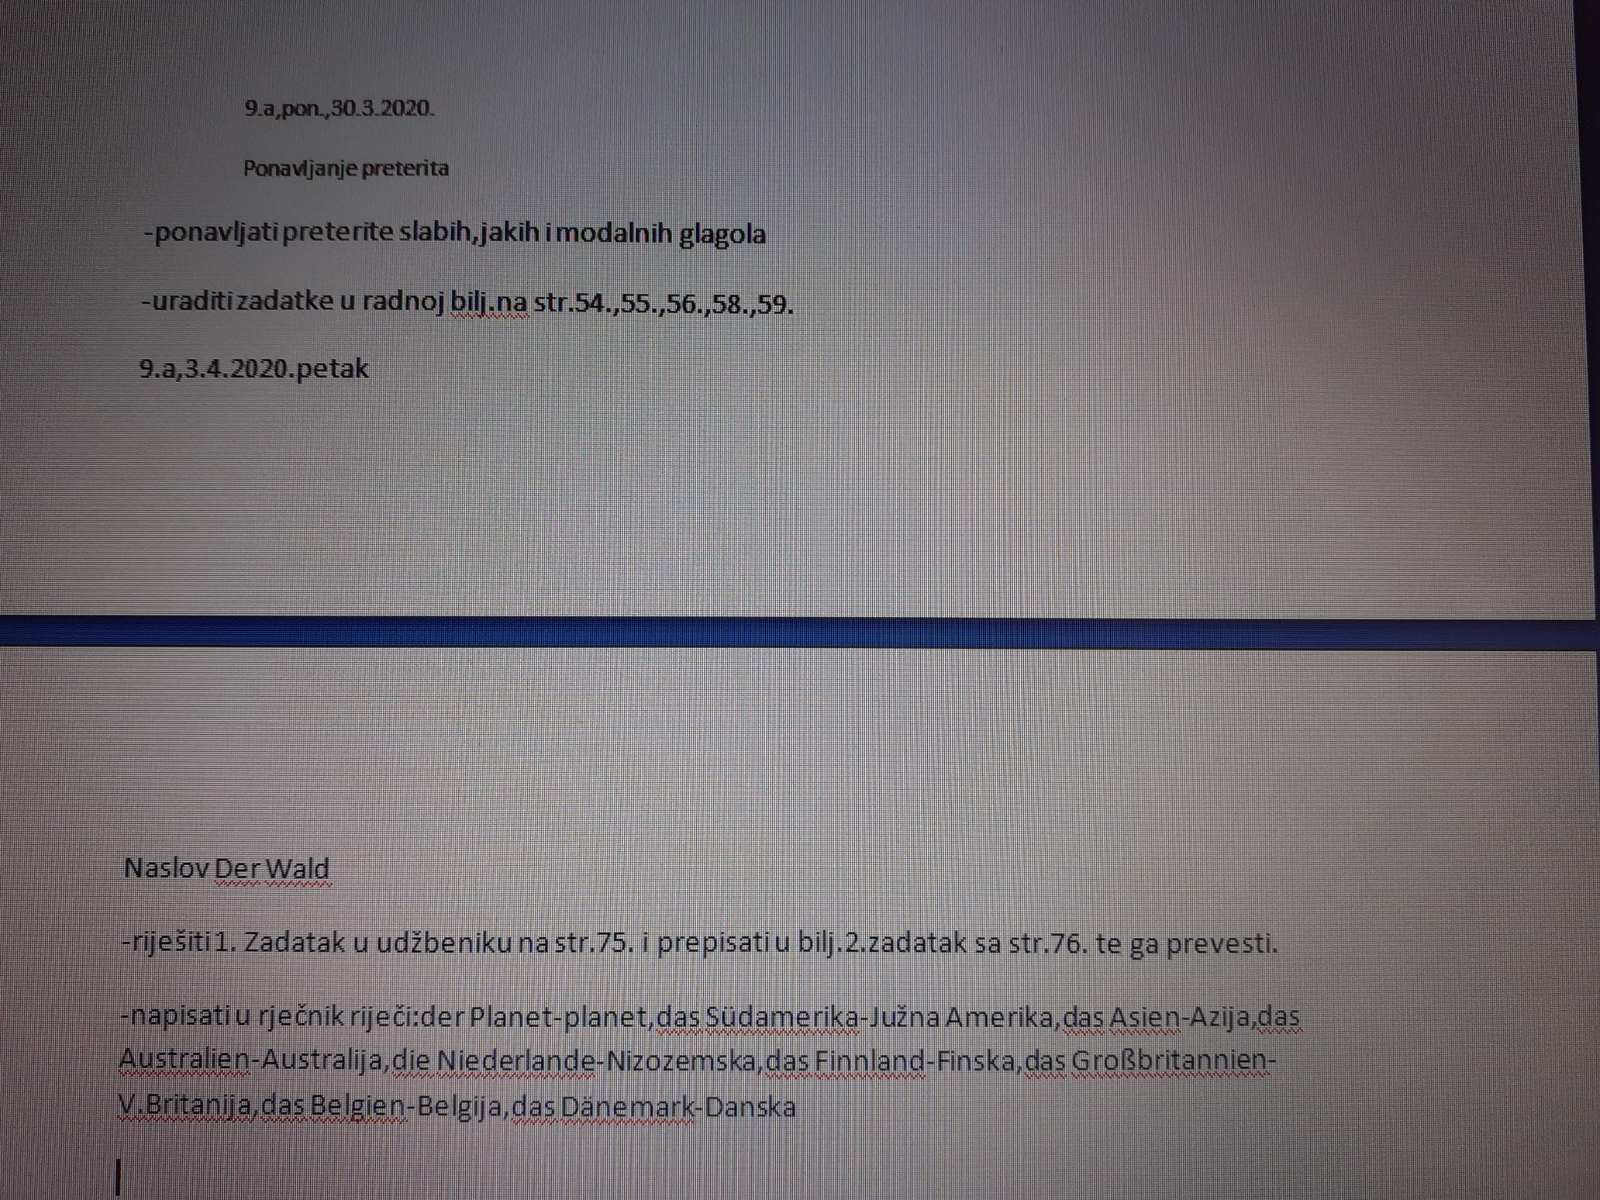 9.a,pon.,30.3.2020.
Ponavljanje preterita
-ponavljati preterite slabih,jakih i modalnih glagola
-uraditi zadatke u radnoj bilj.na str.54.,55.,56.,58.,59.
9.a,3.4.2020.petak
Naslov Der Wald
-riješiti 1. Zadatak u udžbeniku na str.75. i prepisati u bilj.2.zadatak sa str.76. te ga prevesti.
-napisati u rječnik riječi:der Planet-planet,das Südamerika-Južna Amerika,das Asien-Azija,das
Australien-Australija,die Niederlande-Nizozemska,das Finnland-Finska,das Großbritannien-
V.Britanija,das Belgien-Belgija,das Dänemark-Danska